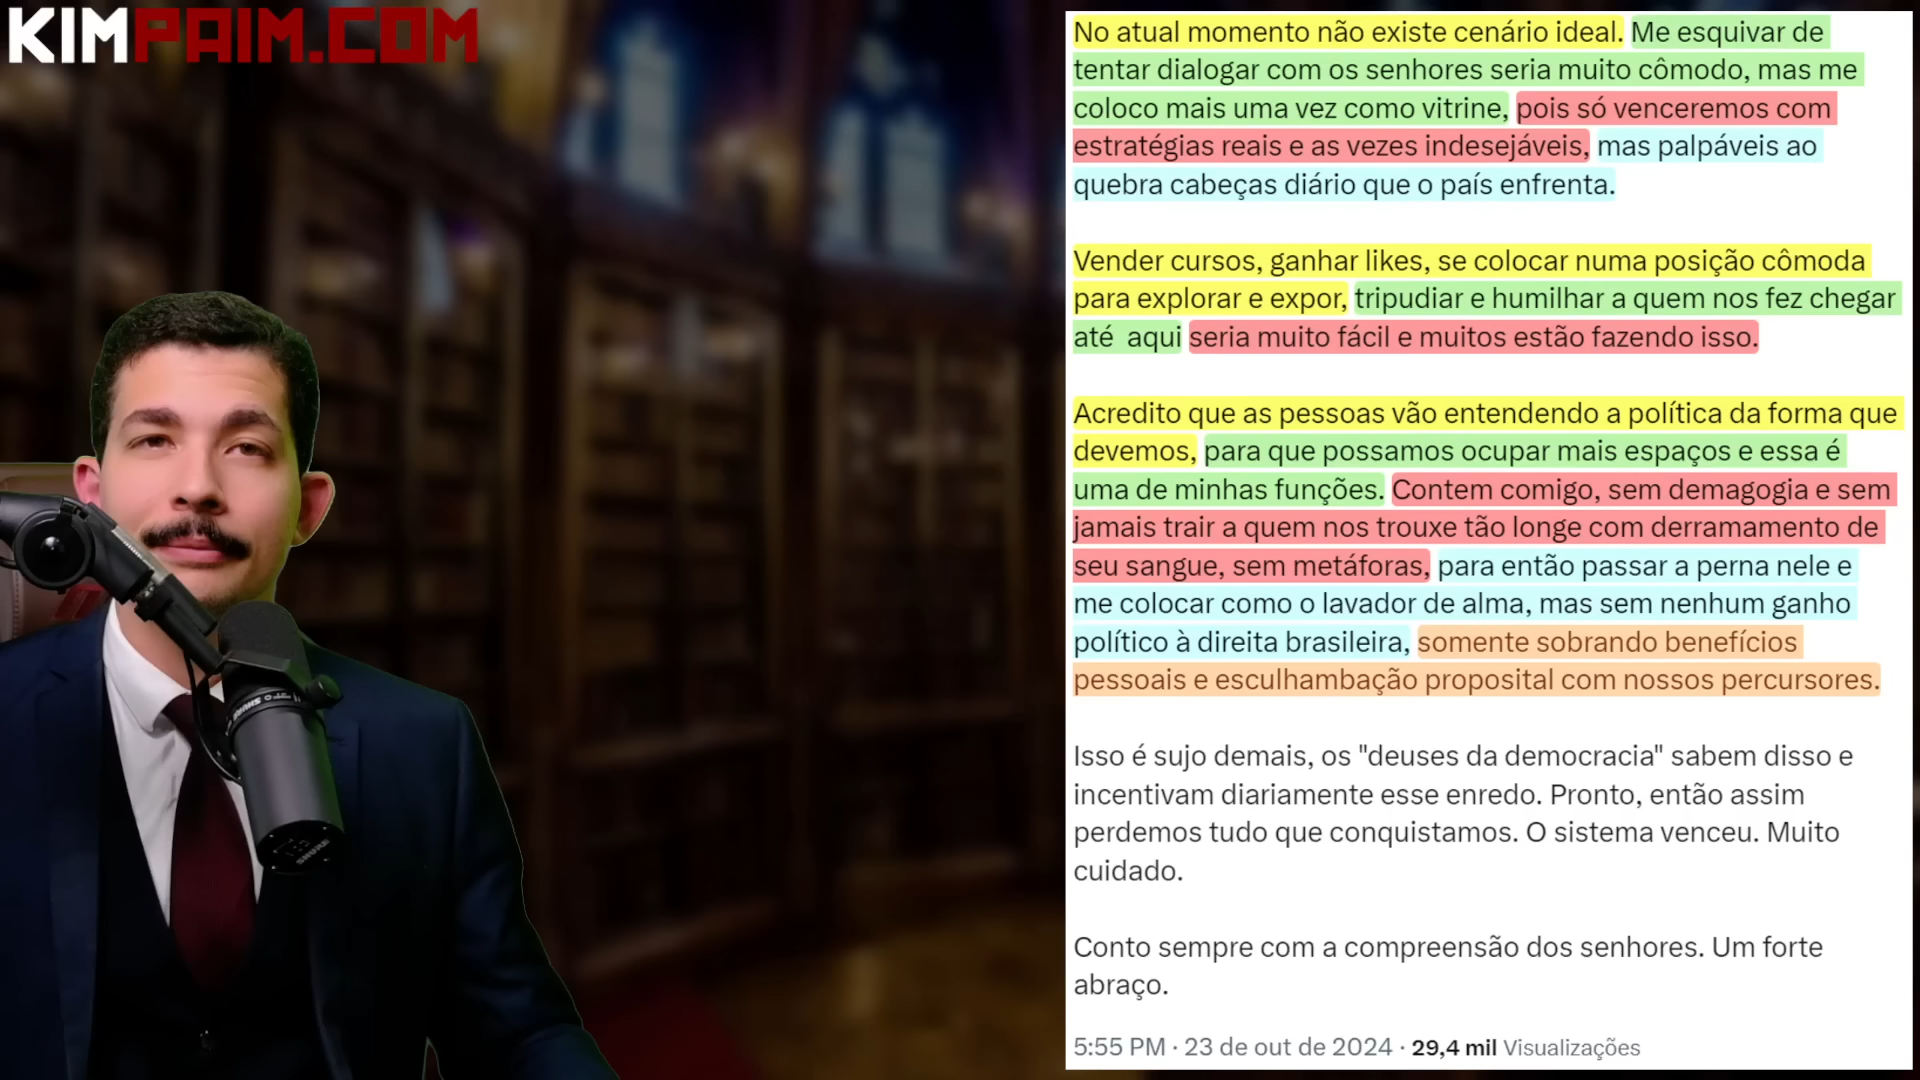 KIMPAIM.COM
No atual momento não existe cenário ideal. Me esquivar de
tentar dialogar com os senhores seria muito cômodo, mas me
coloco mais uma vez como vitrine, pois só venceremos com
estratégias reais e as vezes indesejáveis, mas palpáveis ao
quebra cabeças diário que o país enfrenta.
Vender cursos, ganhar likes, se colocar numa posição cômoda
para explorar e expor, tripudiar e humilhar a quem nos fez chegar
até aqui seria muito fácil e muitos estão fazendo isso.
Acredito que as pessoas vão entendendo a política da forma que
devemos, para que possamos ocupar mais espaços e essa é
uma de minhas funções. Contem comigo, sem demagogia e sem
jamais trair a quem nos trouxe tão longe com derramamento de
seu sangue, sem metáforas, para então passar a perna nele e
me colocar como o lavador de alma, mas sem nenhum ganho
político à direita brasileira, somente sobrando benefícios
pessoais e esculhambação proposital com nossos percursores.
Isso é sujo demais, os "deuses da democracia" sabem disso e
incentivam diariamente esse enredo. Pronto, então assim
perdemos tudo que conquistamos. O sistema venceu. Muito
cuidado.
Conto sempre com a compreensão dos senhores. Um forte
abraço.
5:55 PM · 23 de out de 2024 · 29,4 mil Visualizações
SHURE
SHURE